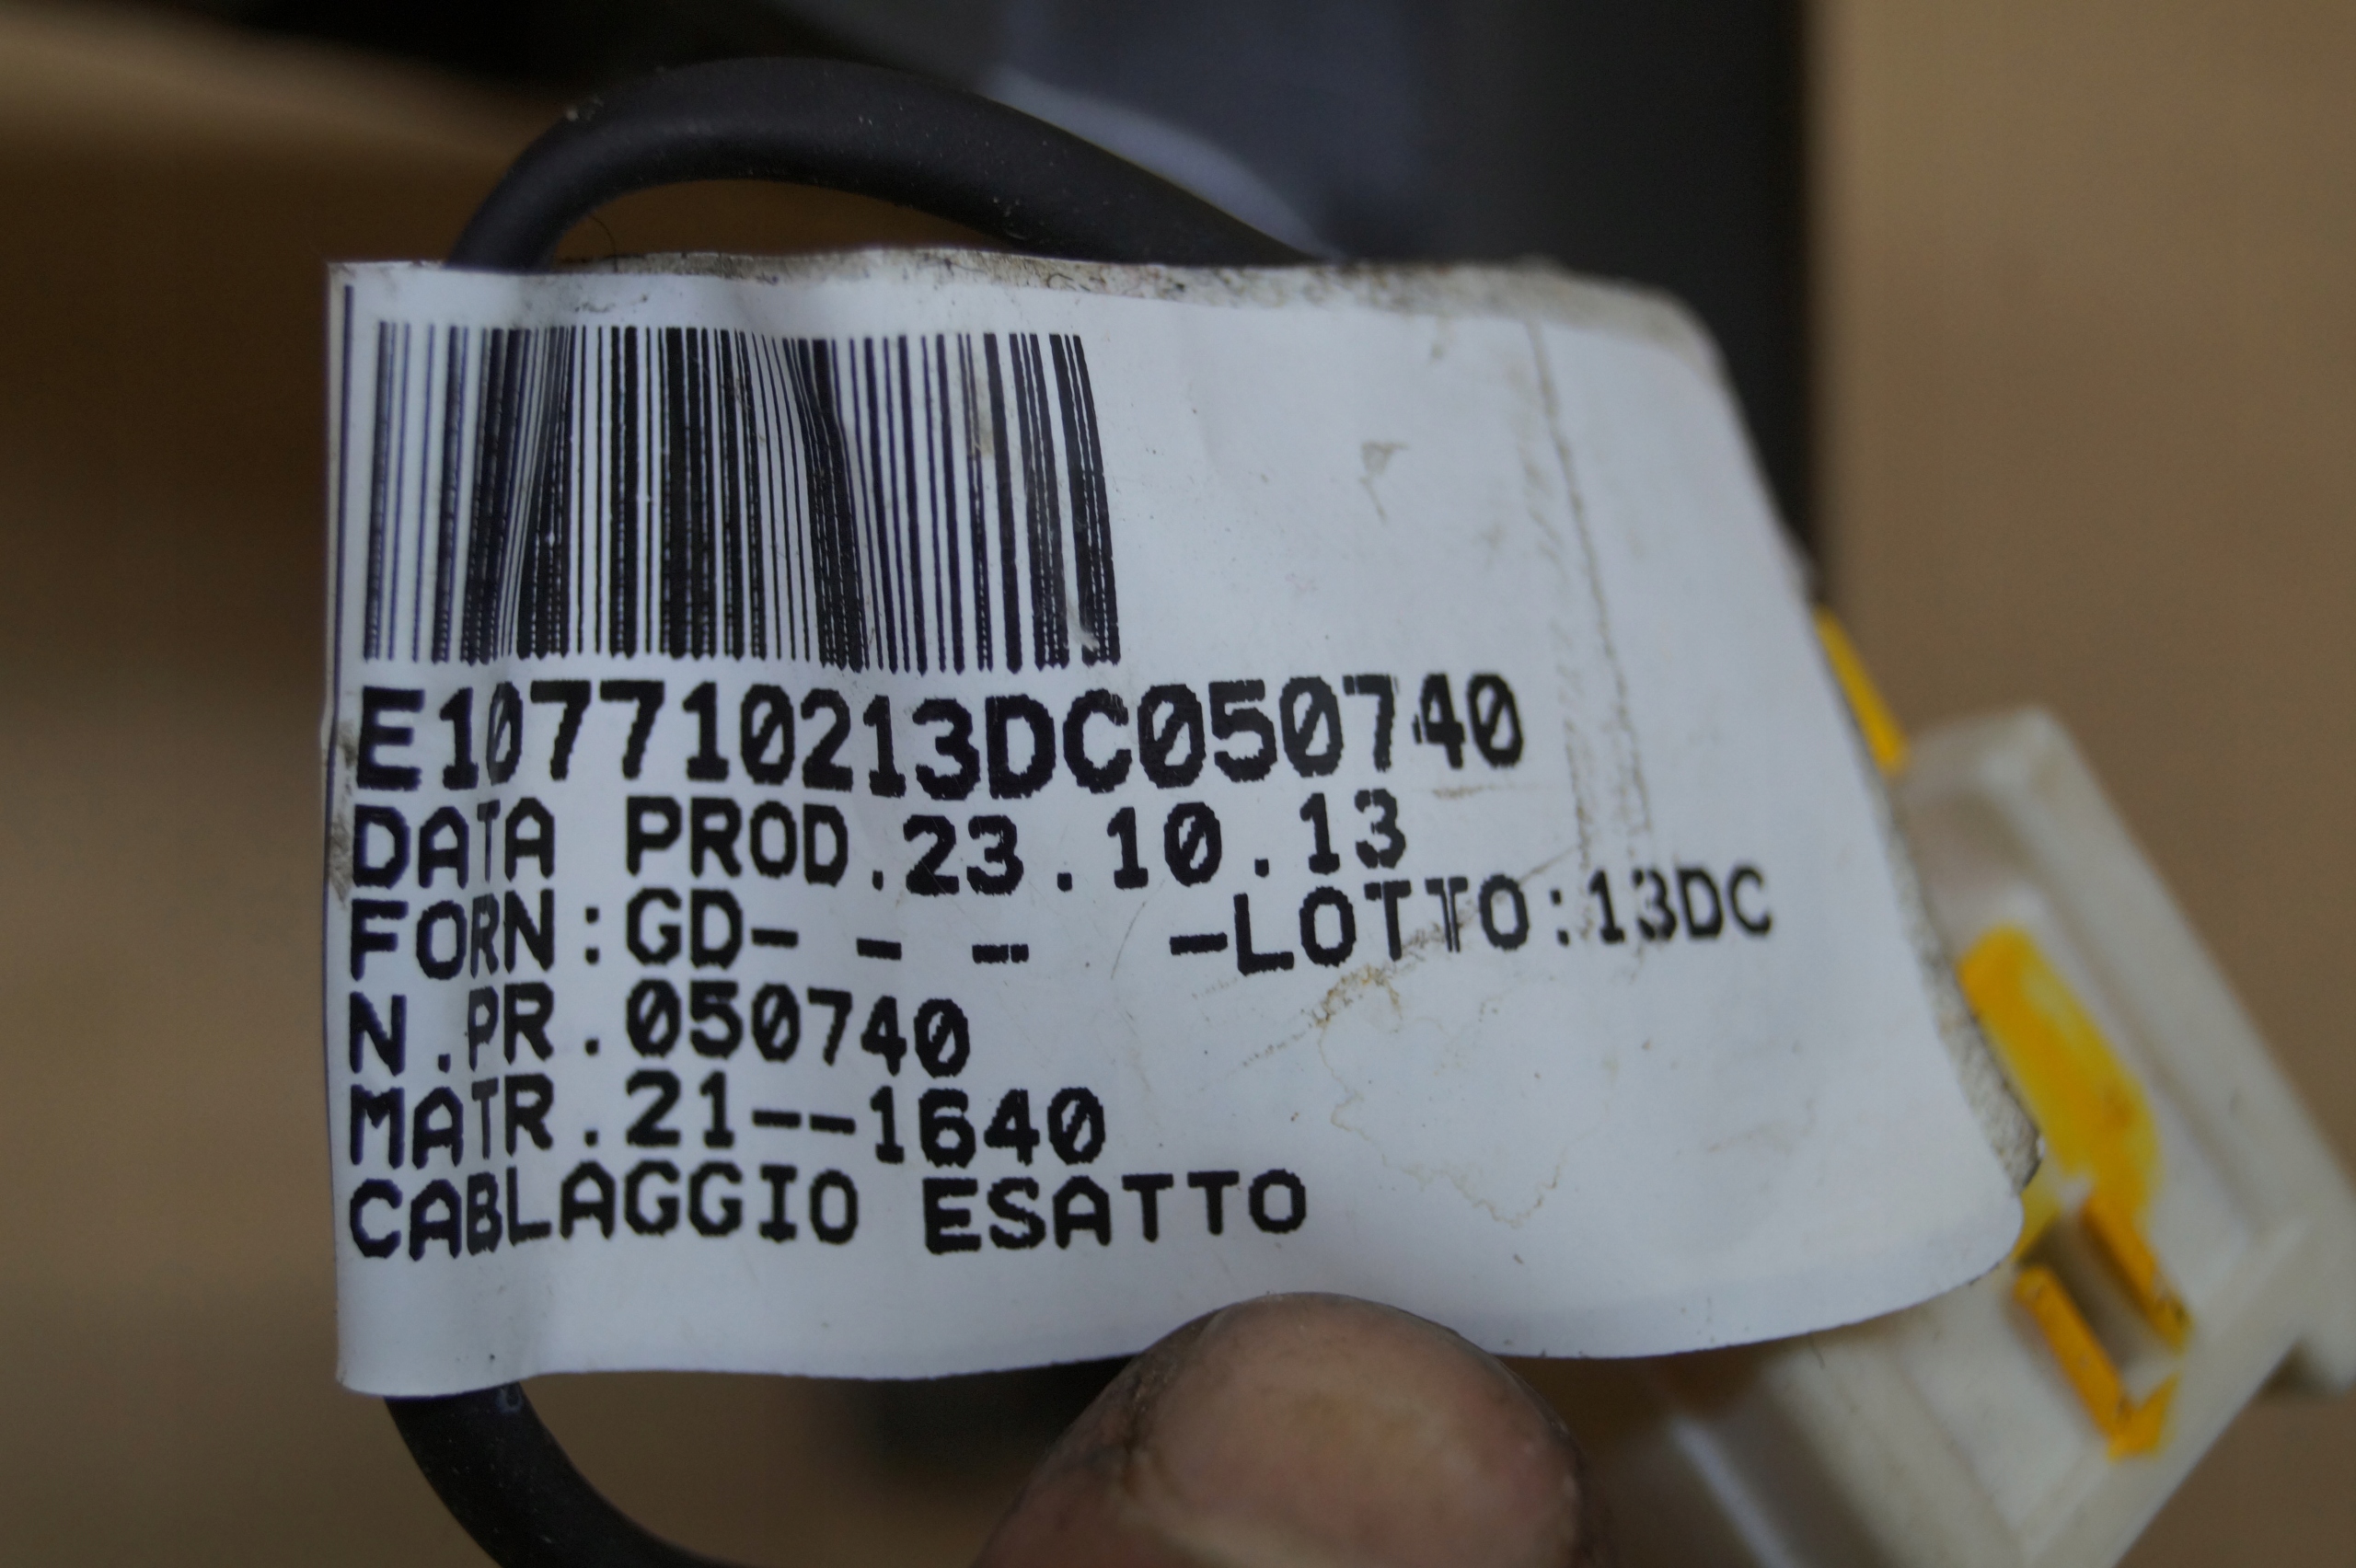 E107710213DC050740
DATA PROD.23.10.13
FORN:GD- - - -LOTTO:13DC
N.PR.050740
MATR.21--1640
CABLAGGIO ESATTO